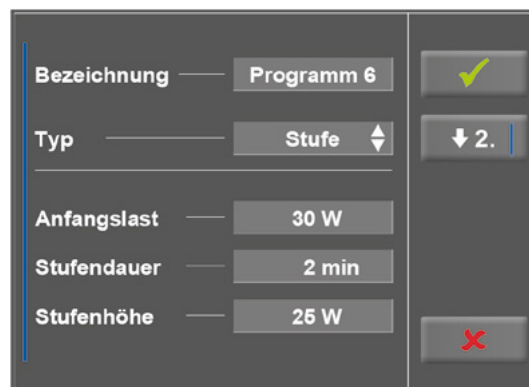 Bezeichnung Programm 6
Typ Stufe
2.
Anfangslast 30 W
Stufendauer 2 min
Stufenhöhe 25 W